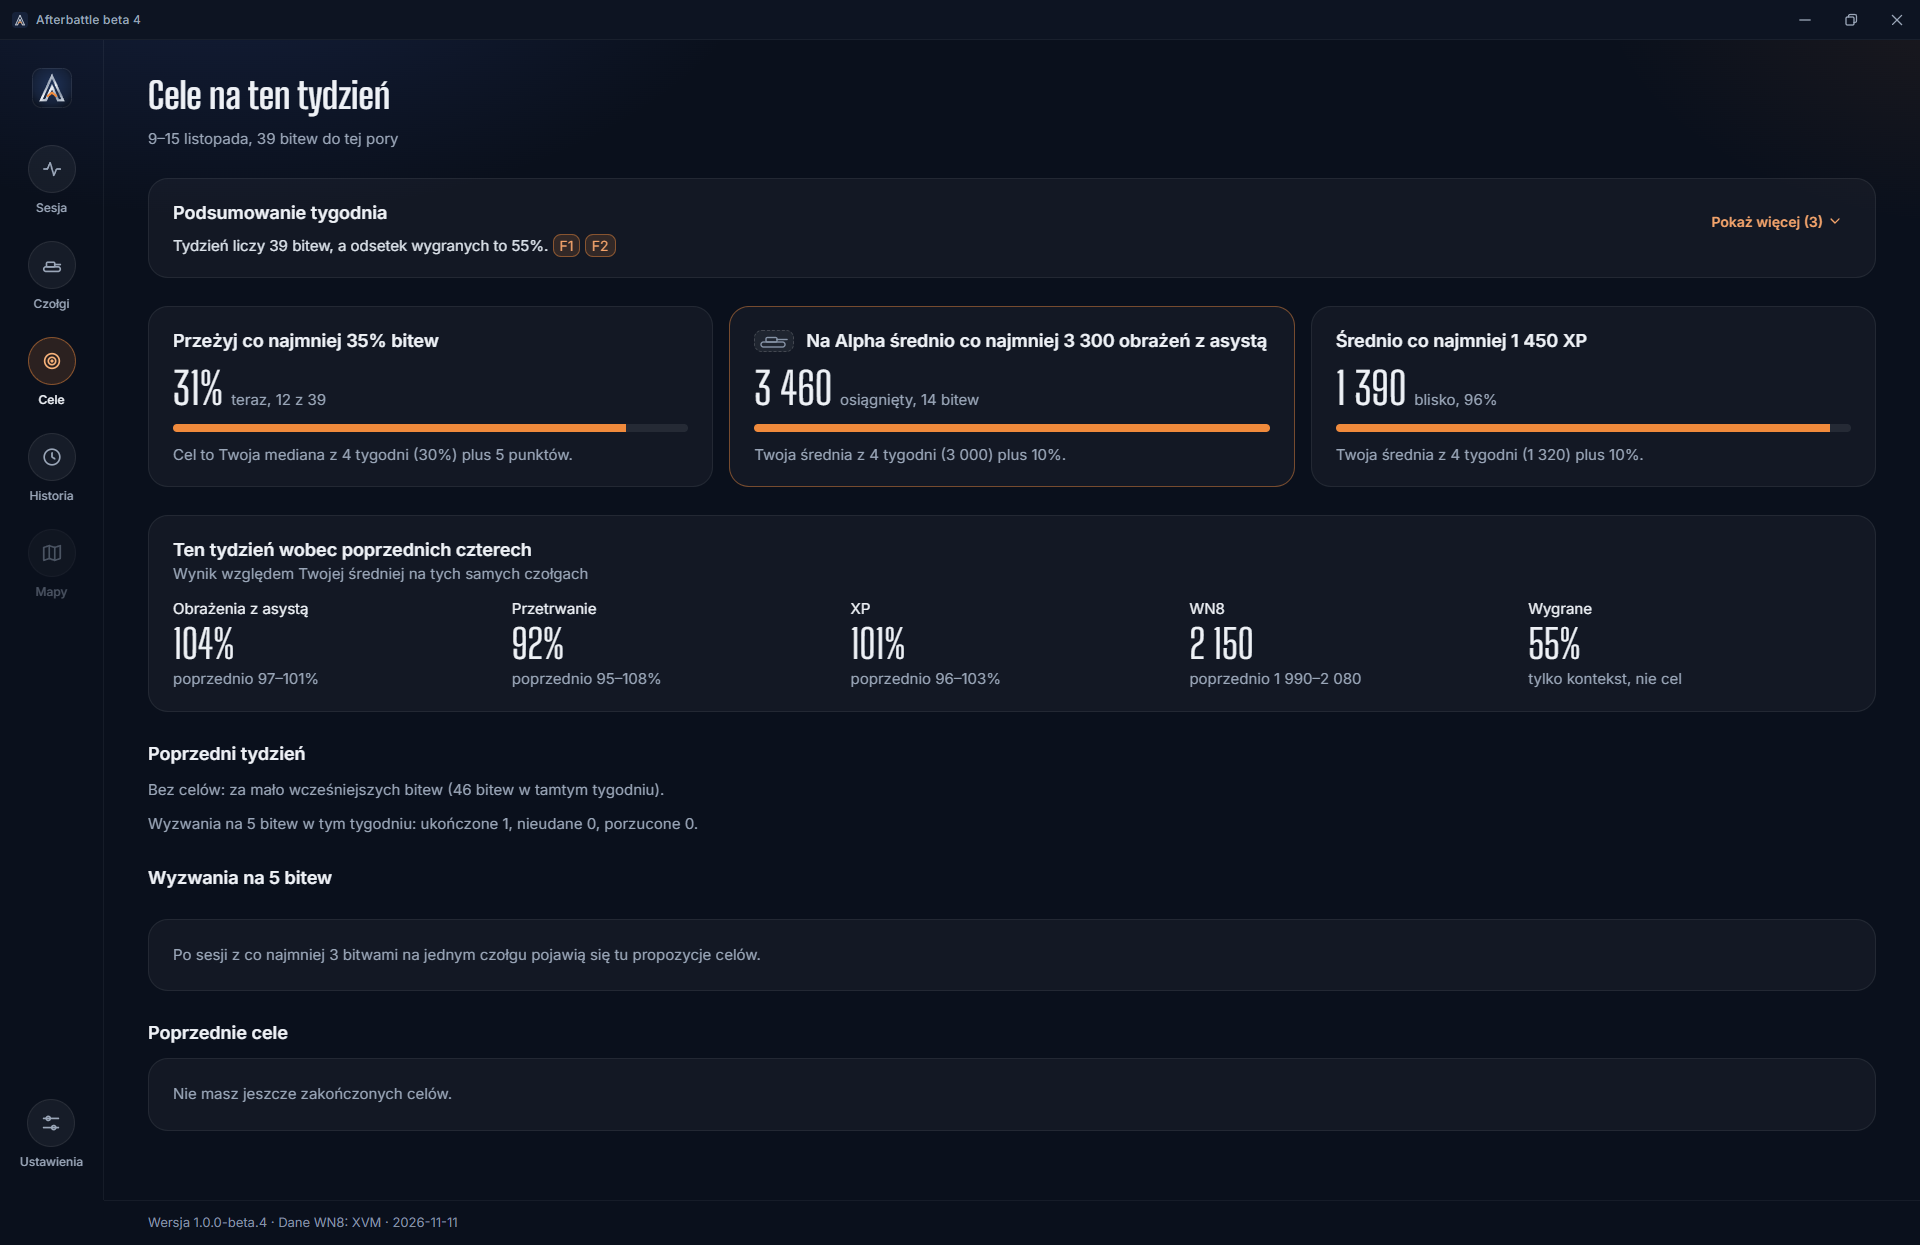 Afterbattle beta 4
Cele na ten tydzień
9–15 listopada, 39 bitew do tej pory
Sesja
Czołgi
Cele
Historia
Mapy
Ustawienia
Podsumowanie tygodnia
Tydzień liczy 39 bitew, a odsetek wygranych to 55%. F1 F2
Pokaż więcej (3)
Przeżyj co najmniej 35% bitew
31% teraz, 12 z 39
Cel to Twoja mediana z 4 tygodni (30%) plus 5 punktów.
Na Alpha średnio co najmniej 3 300 obrażeń z asystą
3 460 osiągnięty, 14 bitew
Twoja średnia z 4 tygodni (3 000) plus 10%.
Średnio co najmniej 1 450 XP
1 390 blisko, 96%
Twoja średnia z 4 tygodni (1 320) plus 10%.
Ten tydzień wobec poprzednich czterech
Wynik względem Twojej średniej na tych samych czołgach
Obrażenia z asystą
104%
poprzednio 97–101%
Przetrwanie
92%
poprzednio 95–108%
XP
101%
poprzednio 96–103%
WN8
2 150
poprzednio 1 990–2 080
Wygrane
55%
tylko kontekst, nie cel
Poprzedni tydzień
Bez celów: za mało wcześniejszych bitew (46 bitew w tamtym tygodniu).
Wyzwania na 5 bitew w tym tygodniu: ukończone 1, nieudane 0, porzucone 0.
Wyzwania na 5 bitew
Po sesji z co najmniej 3 bitwami na jednym czołgu pojawią się tu propozycje celów.
Poprzednie cele
Nie masz jeszcze zakończonych celów.
Wersja 1.0.0-beta.4 · Dane WN8: XVM · 2026-11-11